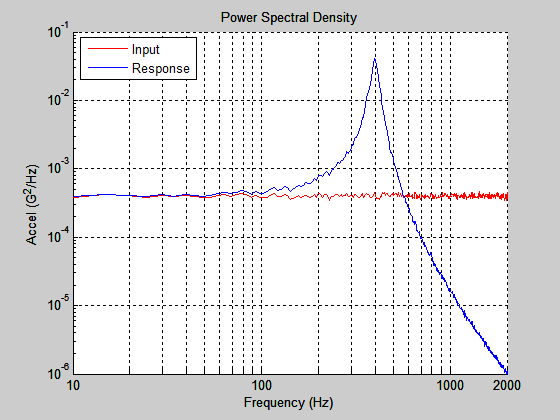 Power Spectral Density
Input
Response
10^-1
10^-2
10^-3
10^-4
10^-5
10^-6
Accel (G^2/Hz)
10
100
1000
2000
Frequency (Hz)